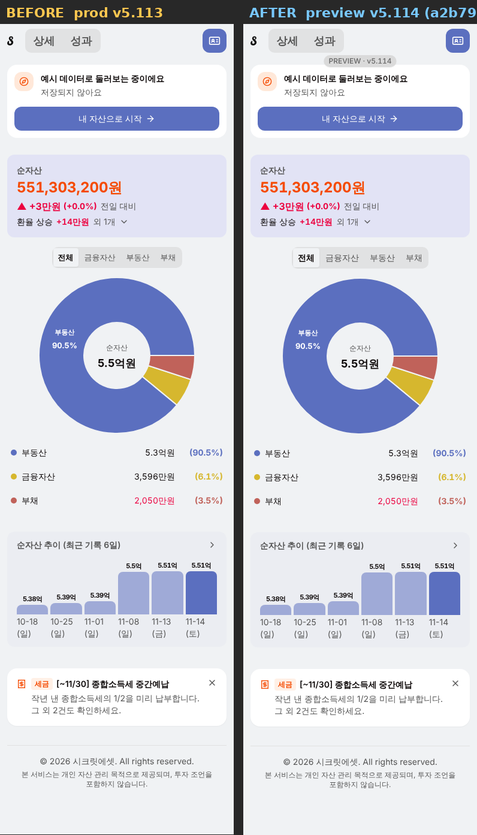 BEFORE prod v5.113
상세 성과
예시 데이터로 둘러보는 중이에요
저장되지 않아요
내 자산으로 시작 →
순자산
551,303,200원
▲ +3만원 (+0.0%) 전일 대비
환율 상승 +14만원 외 1개
전체 금융자산 부동산 부채
부동산
90.5%
순자산
5.5억원
부동산 5.3억원 (90.5%)
금융자산 3,596만원 (6.1%)
부채 2,050만원 (3.5%)
순자산 추이 (최근 기록 6일)
5.38억 5.39억 5.39억 5.5억 5.51억 5.51억
10-18 10-25 11-01 11-08 11-13 11-14
(일) (일) (일) (일) (금) (토)
세금 [~11/30] 종합소득세 중간예납
작년 낸 종합소득세의 1/2을 미리 납부합니다.
그 외 2건도 확인하세요.
© 2026 시크릿에셋. All rights reserved.
본 서비스는 개인 자산 관리 목적으로 제공되며, 투자 조언을
포함하지 않습니다.
AFTER preview v5.114 (a2b79
상세 성과
PREVIEW · v5.114
예시 데이터로 둘러보는 중이에요
저장되지 않아요
내 자산으로 시작 →
순자산
551,303,200원
▲ +3만원 (+0.0%) 전일 대비
환율 상승 +14만원 외 1개
전체 금융자산 부동산 부채
부동산
90.5%
순자산
5.5억원
부동산 5.3억원 (90.5%)
금융자산 3,596만원 (6.1%)
부채 2,050만원 (3.5%)
순자산 추이 (최근 기록 6일)
5.38억 5.39억 5.39억 5.5억 5.51억 5.51억
10-18 10-25 11-01 11-08 11-13 11-14
(일) (일) (일) (일) (금) (토)
세금 [~11/30] 종합소득세 중간예납
작년 낸 종합소득세의 1/2을 미리 납부합니다.
그 외 2건도 확인하세요.
© 2026 시크릿에셋. All rights reserved.
본 서비스는 개인 자산 관리 목적으로 제공되며, 투자 조언을
포함하지 않습니다.